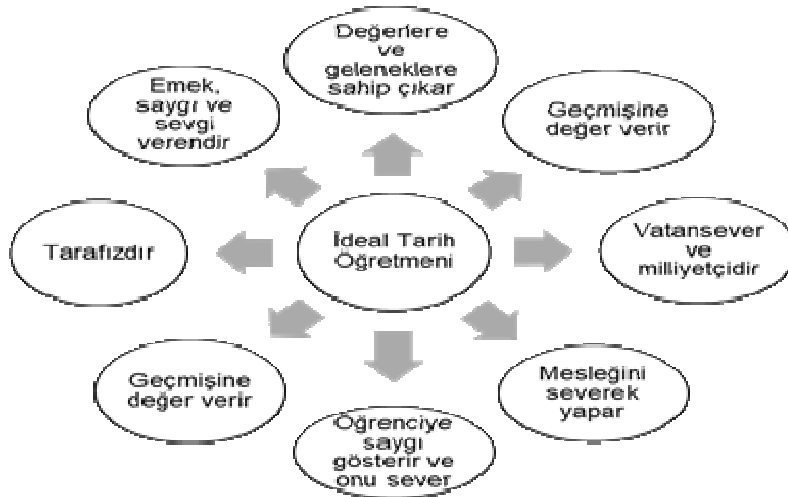 Değerlere
ve
geleneklere
sahip çıkar
Emek,
saygı ve
sevgi
verendir
Geçmişine
değer verir
Tarafızdır
İdeal Tarih
Öğretmeni
Vatansever
ve
milliyetçidir
Geçmişine
değer verir
Mesleğini
severek
yapar
Öğrenciye
saygı
gösterir ve
onu sever